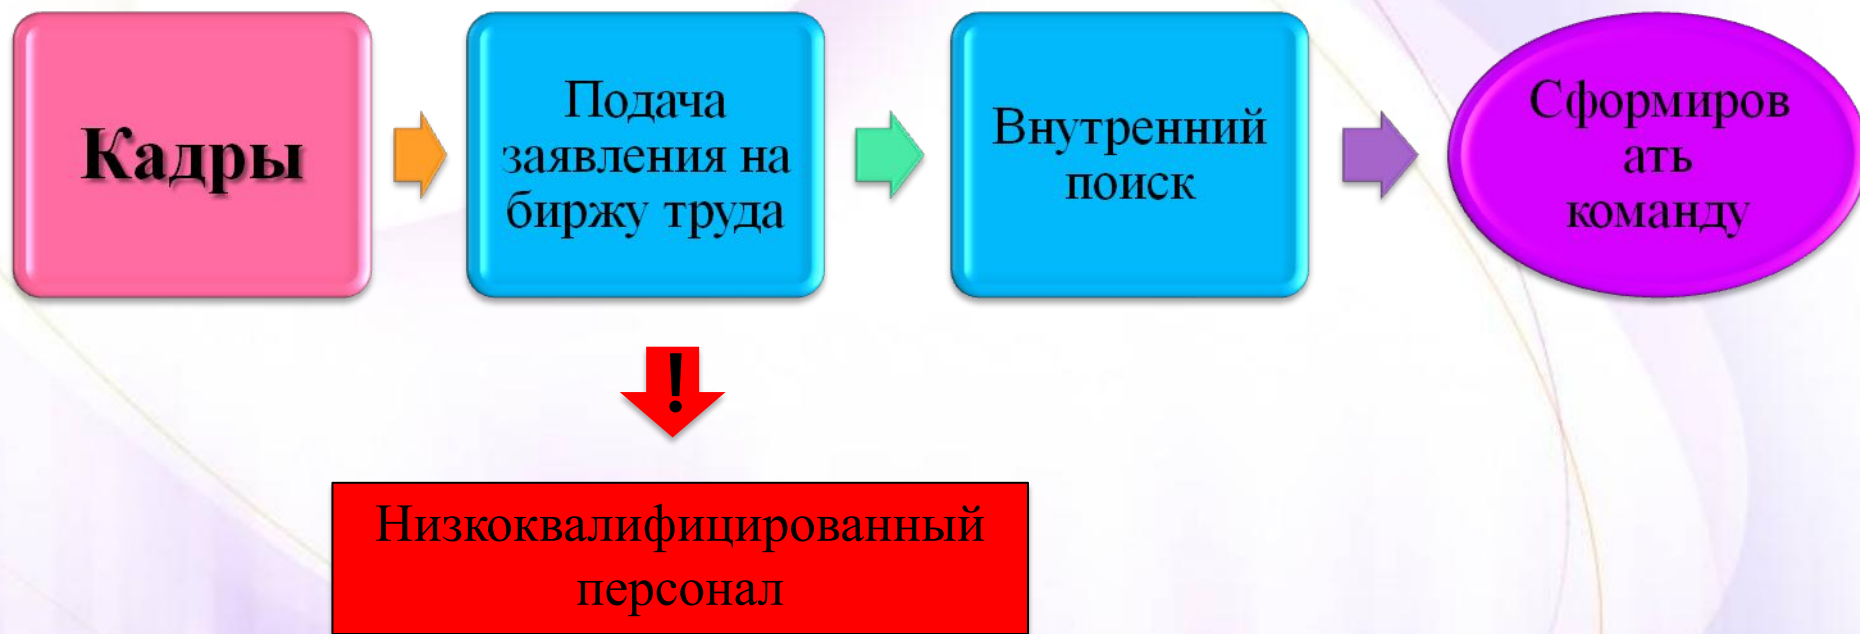 Кадры
Подача
заявления на
биржу труда
Внутренний
поиск
Сформиров
ать
команду
!
Низкоквалифицированный
персонал